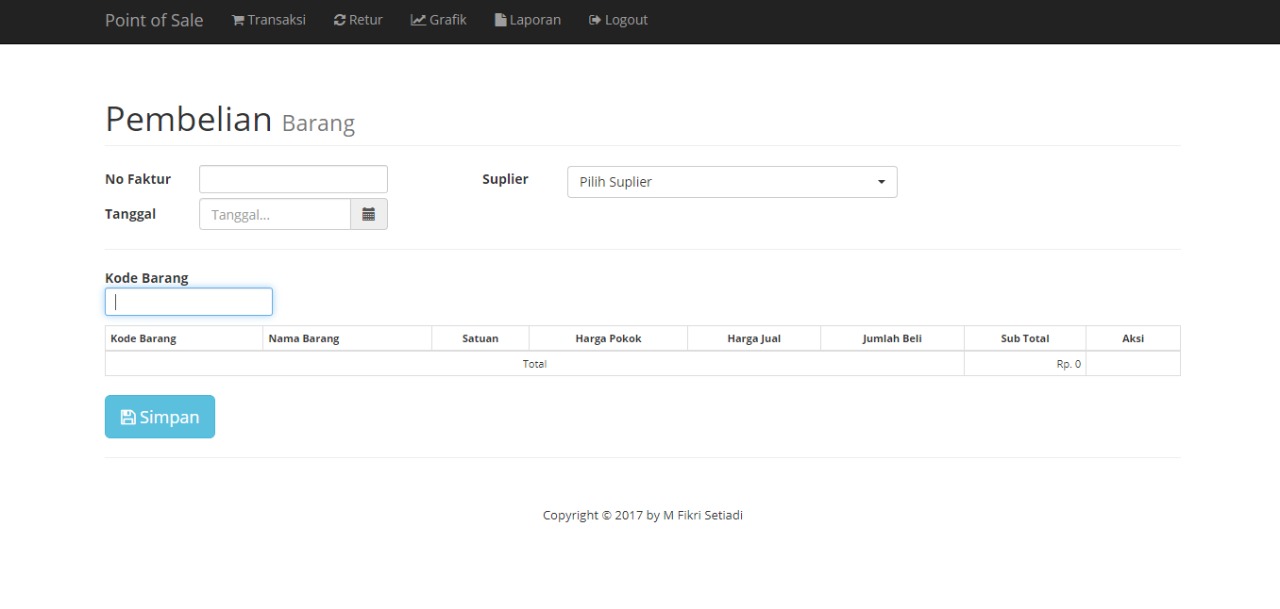 Point of Sale Transaksi Retur Grafik Laporan Logout
Pembelian Barang
No Faktur
Suplier Pilih Suplier
Tanggal Tanggal...
Kode Barang
Kode Barang Nama Barang Satuan Harga Pokok Harga Jual Jumlah Beli Sub Total Aksi
Total Rp. 0
Simpan
Copyright © 2017 by M Fikri Setiadi